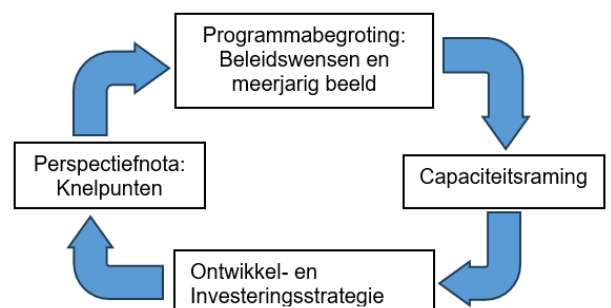 Programmabegroting:
Beleidswensen en
meerjarig beeld
Perspectiefnota:
Knelpunten
Capaciteitsraming
Ontwikkel- en
Investeringsstrategie